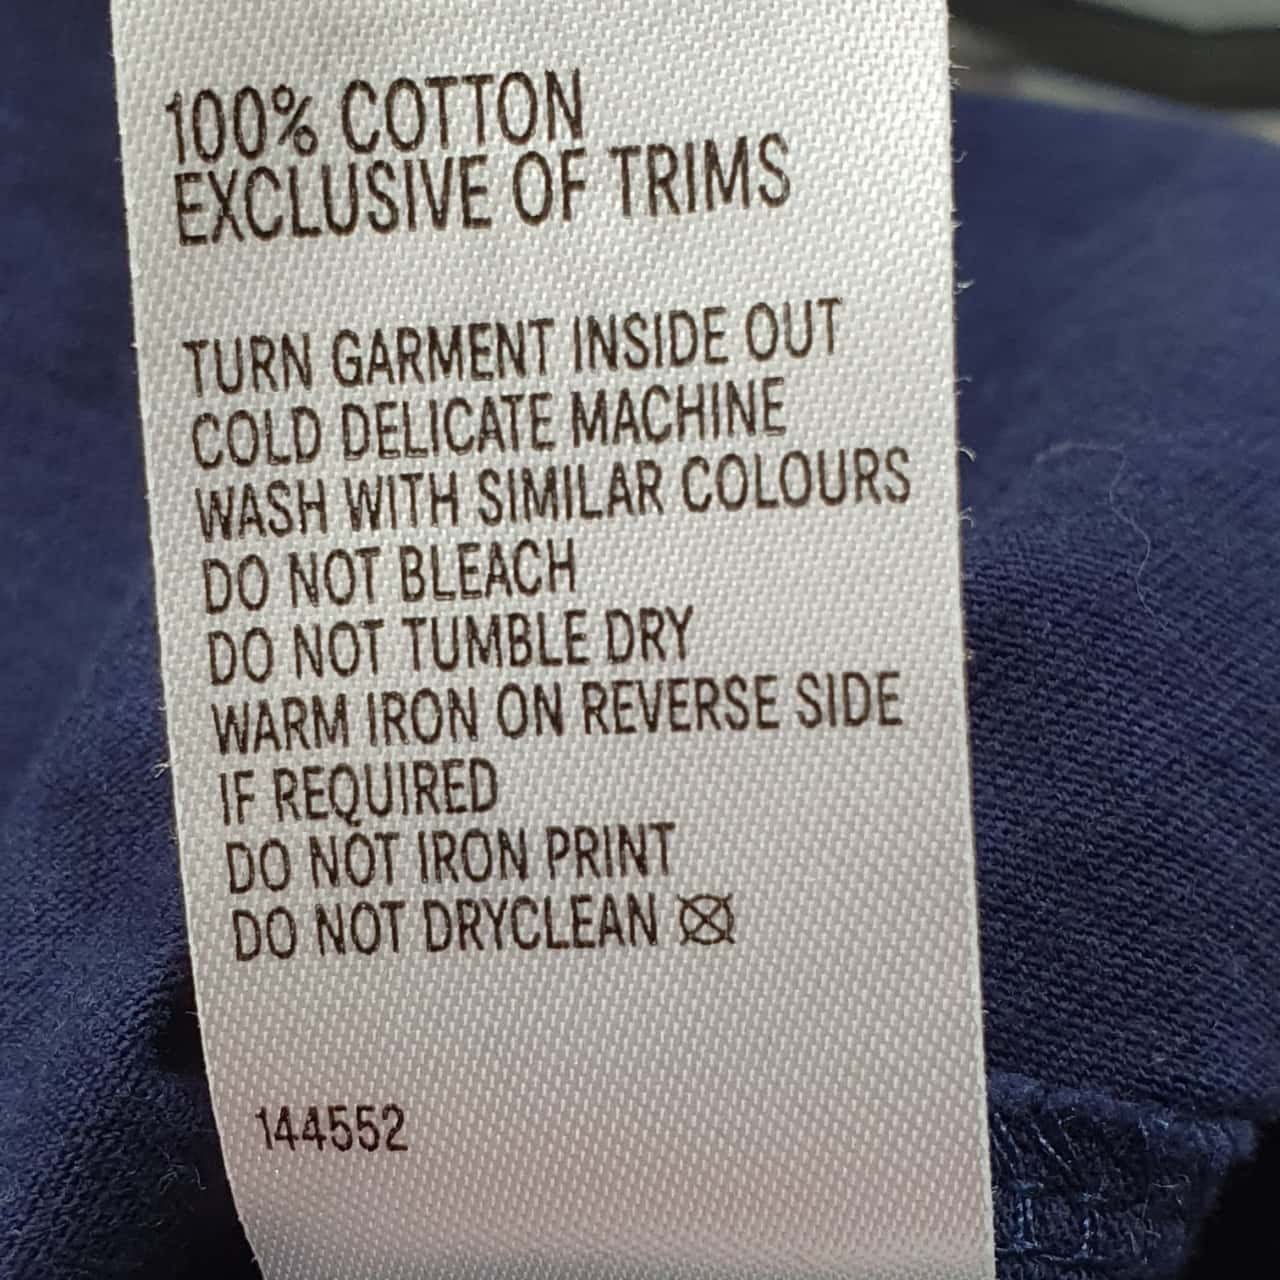 100% COTTON
EXCLUSIVE OF TRIMS
TURN GARMENT INSIDE OUT
COLD DELICATE MACHINE
WASH WITH SIMILAR COLOURS
DO NOT BLEACH
DO NOT TUMBLE DRY
WARM IRON ON REVERSE SIDE
IF REQUIRED
DO NOT IRON PRINT
DO NOT DRYCLEAN
144552